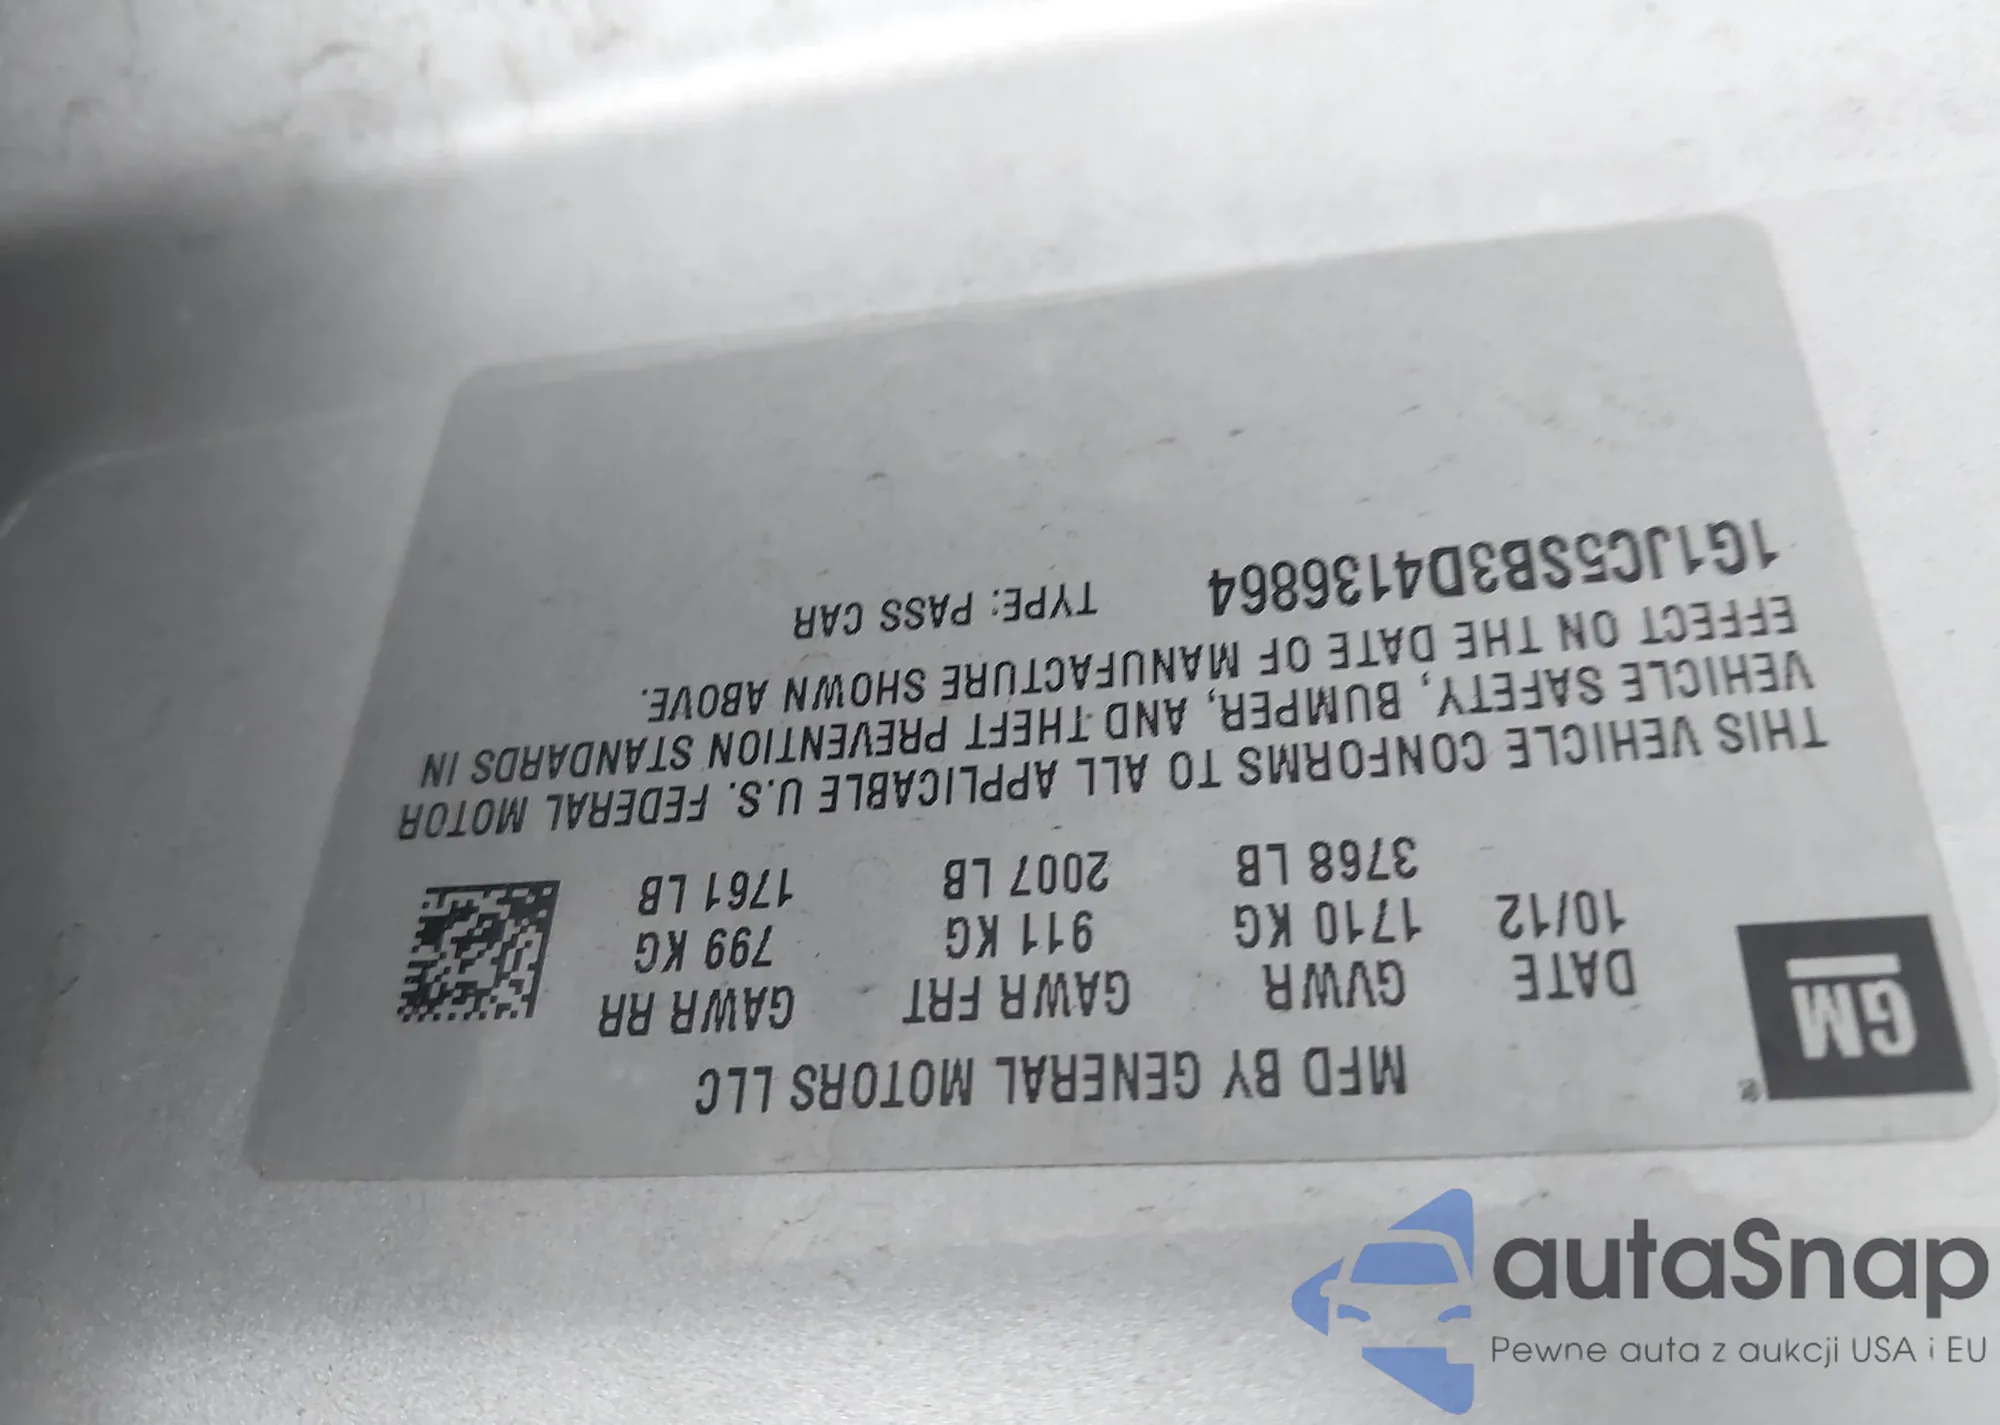 MFD BY GENERAL MOTORS LLC
GM
DATE GVWR GAWR FRT GAWR RR
10/12 1710 KG 911 KG 799 KG
3768 LB 2007 LB 1761 LB
THIS VEHICLE CONFORMS TO ALL APPLICABLE U.S. FEDERAL MOTOR
VEHICLE SAFETY, BUMPER, AND THEFT PREVENTION STANDARDS IN
EFFECT ON THE DATE OF MANUFACTURE SHOWN ABOVE.
1G1JC5SB3D4136864 TYPE: PASS CAR
autaSnap
Pewne auta z aukcji USA i EU